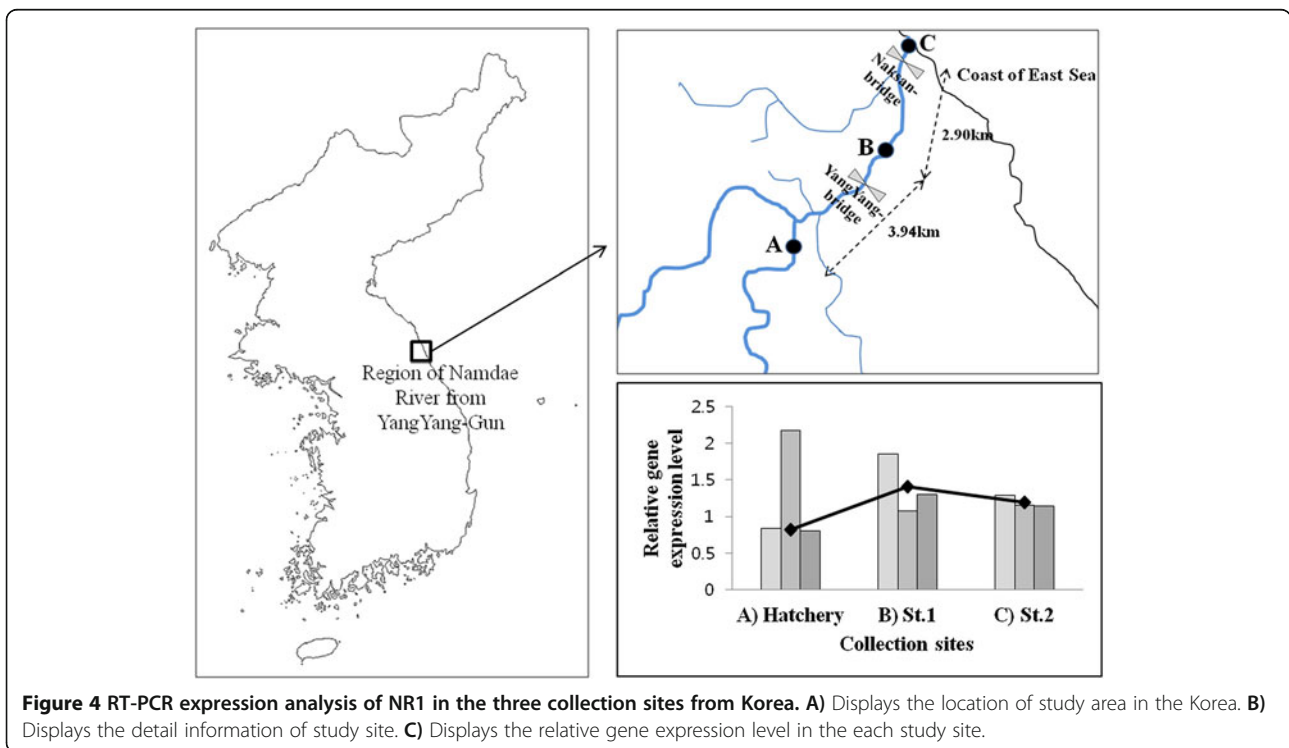 Region of Namdae
River from
YangYang-Gun
C
Naksan-
bridge
Coast of East Sea
2.90km
B
YangYang-
bridge
3.94km
A
Relative gene
expression level
2.5
2
1.5
1
0.5
0
A) Hatchery B) St.1 C) St.2
Collection sites
Figure 4 RT-PCR expression analysis of NR1 in the three collection sites from Korea. A) Displays the location of study area in the Korea. B)
Displays the detail information of study site. C) Displays the relative gene expression level in the each study site.